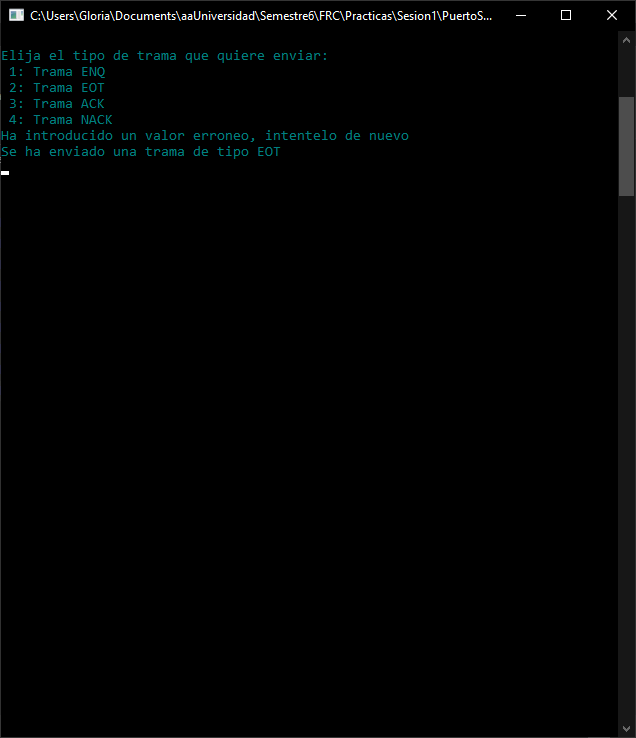 C:\Users\Gloria\Documents\aaUniversidad\Semestre6\FRC\Practicas\Sesion1\PuertoS...
Elija el tipo de trama que quiere enviar:
1: Trama ENQ
2: Trama EOT
3: Trama ACK
4: Trama NACK
Ha introducido un valor erroneo, intentelo de nuevo
Se ha enviado una trama de tipo EOT